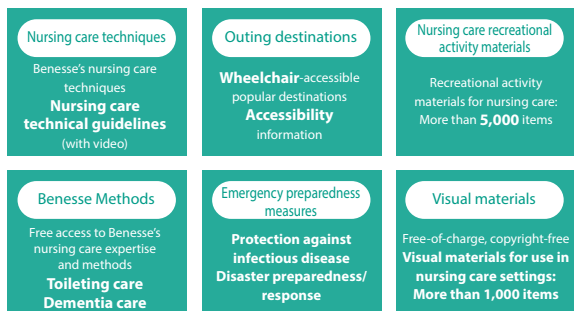 Nursing care techniques
Benesse's nursing care
techniques
Nursing care
technical guidelines
(with video)
Outing destinations
Wheelchair-accessible
popular destinations
Accessibility
information
Nursing care recreational
activity materials
Recreational activity
materials for nursing care:
More than 5,000 items
Benesse Methods
Free access to Benesse's
nursing care expertise
and methods
Toileting care
Dementia care
Emergency preparedness
measures
Protection against
infectious disease
Disaster preparedness/
response
Visual materials
Free-of-charge, copyright-free
Visual materials for use in
nursing care settings:
More than 1,000 items